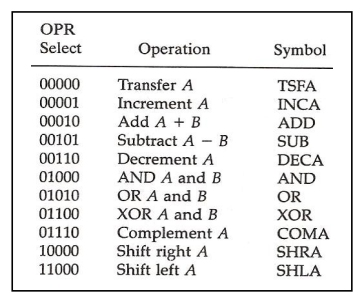 OPR
Select Operation Symbol
00000 Transfer A TSFA
00001 Increment A INCA
00010 Add A + B ADD
00101 Subtract A − B SUB
00110 Decrement A DECA
01000 AND A and B AND
01010 OR A and B OR
01100 XOR A and B XOR
01110 Complement A COMA
10000 Shift right A SHRA
11000 Shift left A SHLA